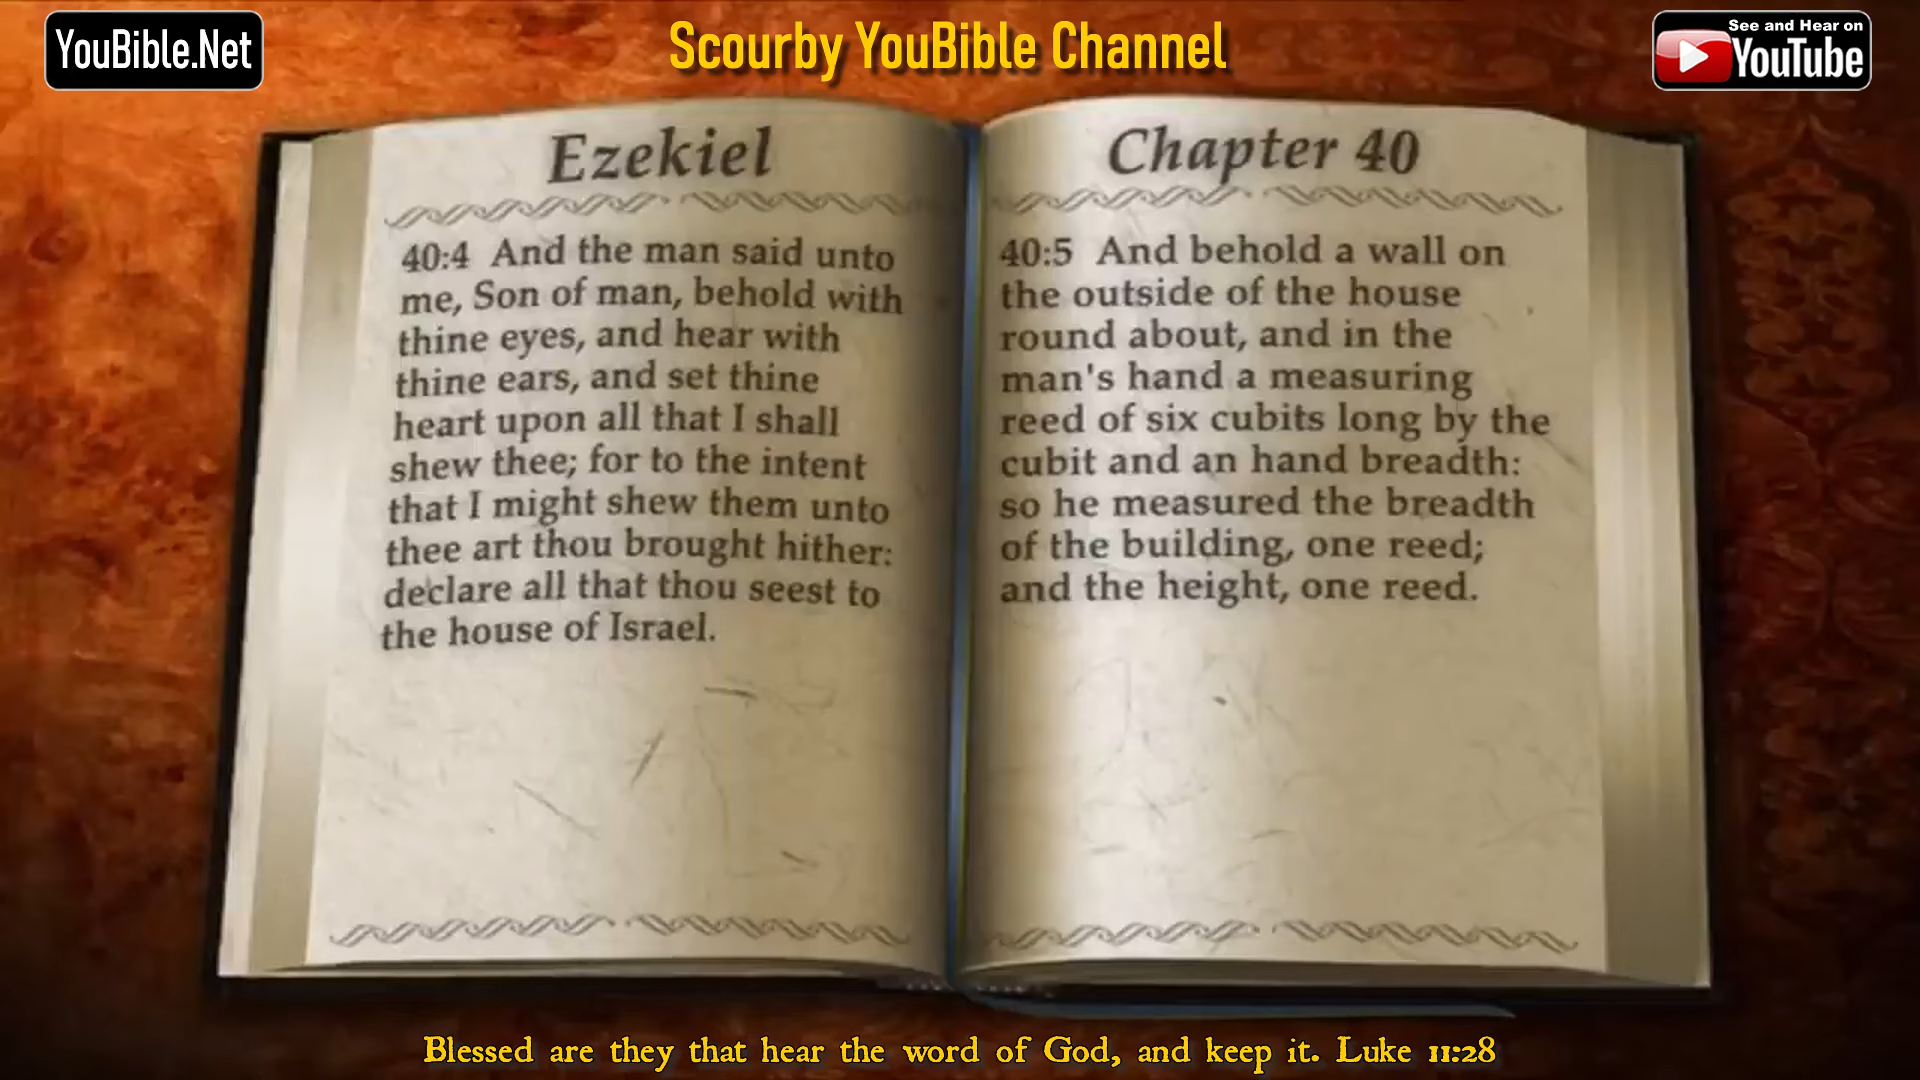 YouBible.Net
Scourby YouBible Channel
See and Hear on
YouTube
Ezekiel
40:4 And the man said unto
me, Son of man, behold with
thine eyes, and hear with
thine ears, and set thine
heart upon all that I shall
shew thee; for to the intent
that I might shew them unto
thee art thou brought hither:
declare all that thou seest to
the house of Israel.
Chapter 40
40:5 And behold a wall on
the outside of the house
round about, and in the
man's hand a measuring
reed of six cubits long by the
cubit and an hand breadth:
so he measured the breadth
of the building, one reed;
and the height, one reed.
Blessed are they that hear the word of God, and keep it. Luke 11:28